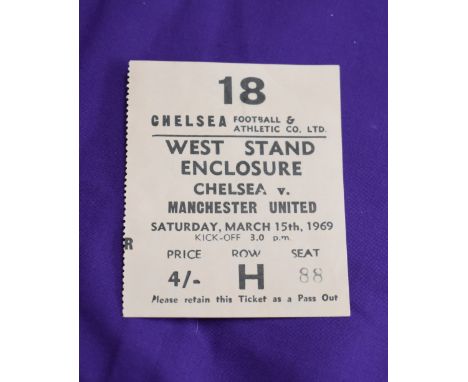 18
CHELSEA FOOTBALL & ATHLETIC CO. LTD.
WEST STAND
ENCLOSURE
CHELSEA v.
MANCHESTER UNITED
SATURDAY, MARCH 15th, 1969
KICK-OFF 3.0 p.m.
R
PRICE ROW SEAT
4/- H 88
Please retain this Ticket as a Pass Out